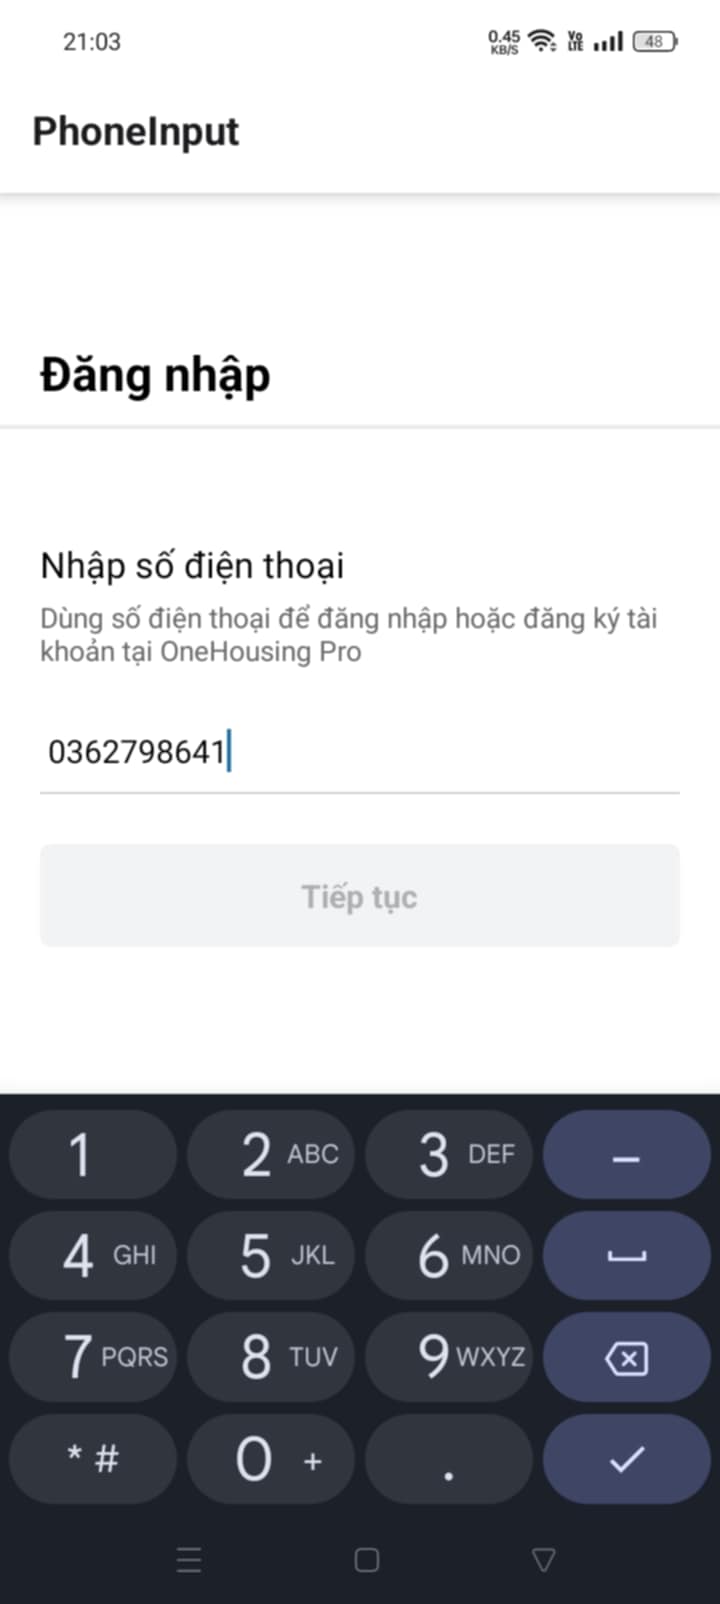 21:03
0.45 KB/S Vo LTE 48
PhoneInput
Đăng nhập
Nhập số điện thoại
Dùng số điện thoại để đăng nhập hoặc đăng ký tài
khoản tại OneHousing Pro
0362798641
Tiếp tục
1 2 ABC 3 DEF –
4 GHI 5 JKL 6 MNO
7 PQRS 8 TUV 9 WXYZ
* # 0 + .